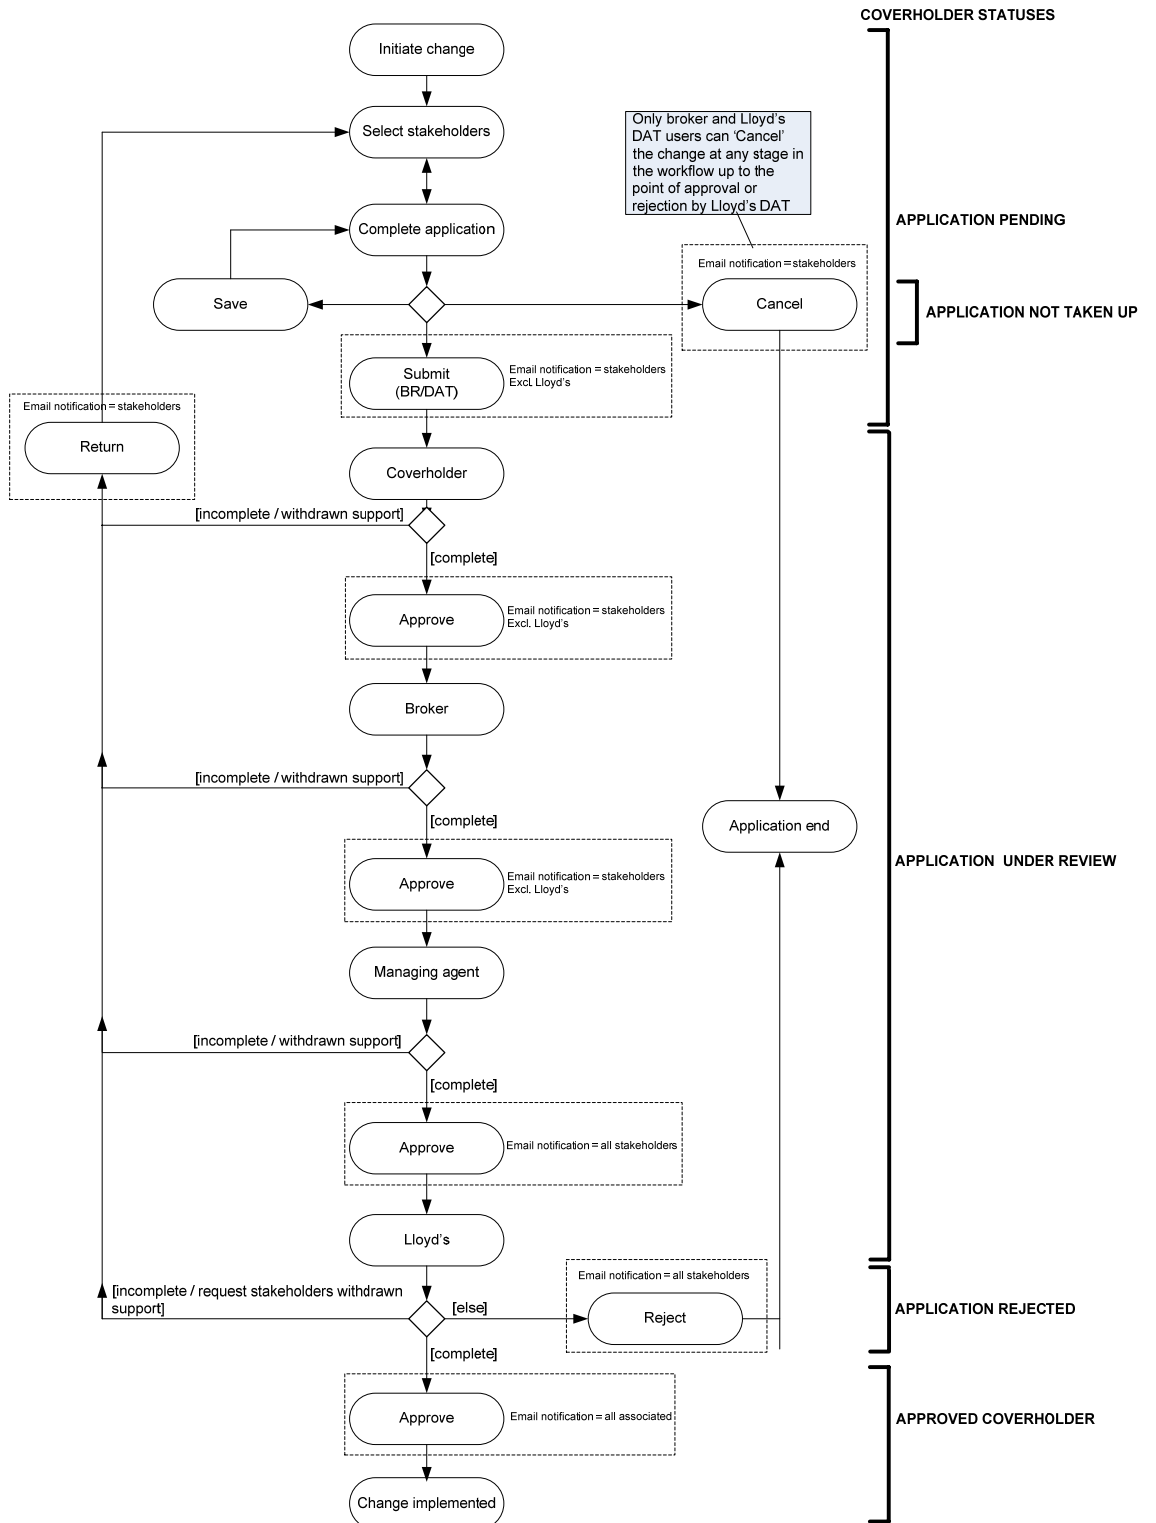 COVERHOLDER STATUSES
Initiate change
Select stakeholders
Only broker and Lloyd's
DAT users can 'Cancel'
the change at any stage in
the workflow up to the
point of approval or
rejection by Lloyd's DAT
APPLICATION PENDING
Complete application
Email notification = stakeholders
Save
Cancel
APPLICATION NOT TAKEN UP
Submit
(BR/DAT)
Email notification = stakeholders
Excl. Lloyd's
Email notification = stakeholders
Return
Coverholder
[incomplete / withdrawn support]
[complete]
Approve
Email notification = stakeholders
Excl. Lloyd's
Broker
[incomplete / withdrawn support]
[complete]
Application end
APPLICATION UNDER REVIEW
Approve
Email notification = stakeholders
Excl. Lloyd's
Managing agent
[incomplete / withdrawn support]
[complete]
Approve
Email notification = all stakeholders
Lloyd's
Email notification = all stakeholders
[incomplete / request stakeholders withdrawn
support]
[else]
Reject
APPLICATION REJECTED
[complete]
Approve
Email notification = all associated
APPROVED COVERHOLDER
Change implemented